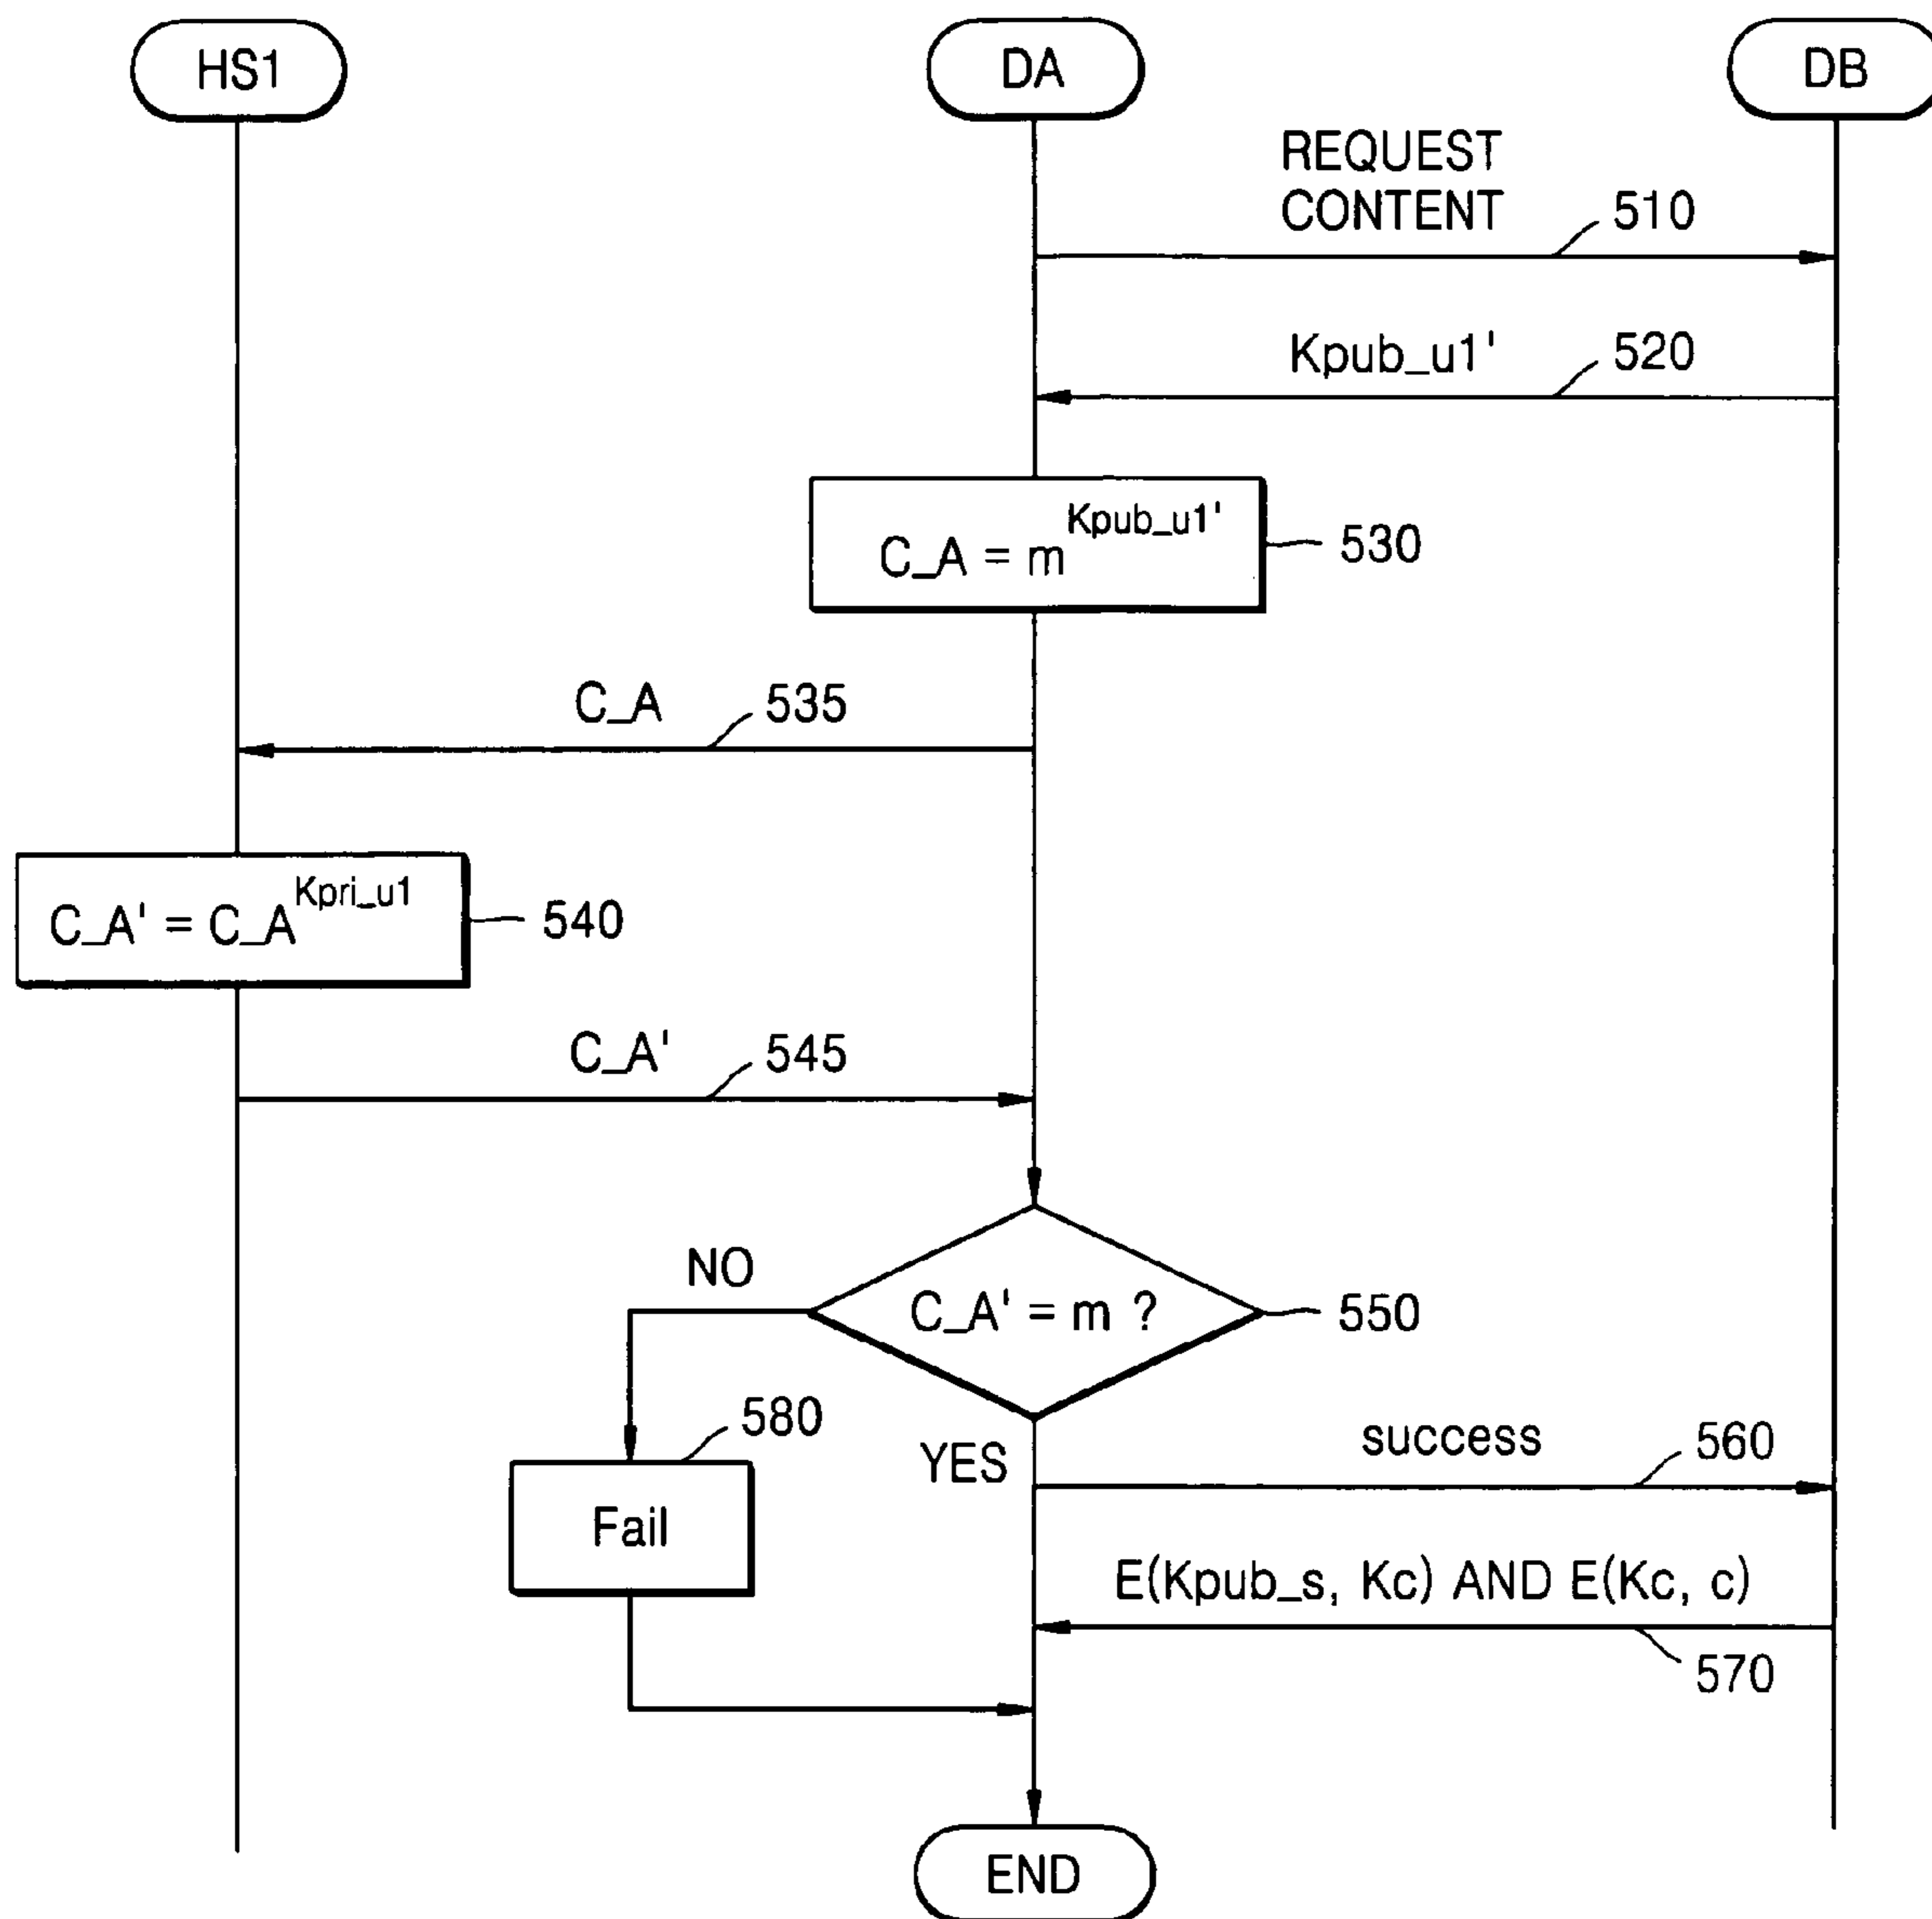 HS1
DA
DB
REQUEST
CONTENT
510
Kpub_u1'
520
C_A = m^Kpub_u1'
530
C_A
535
C_A' = C_A^Kpri_u1
540
C_A'
545
NO
C_A' = m ?
550
580
Fail
YES
success
560
E(Kpub_s, Kc) AND E(Kc, c)
570
END